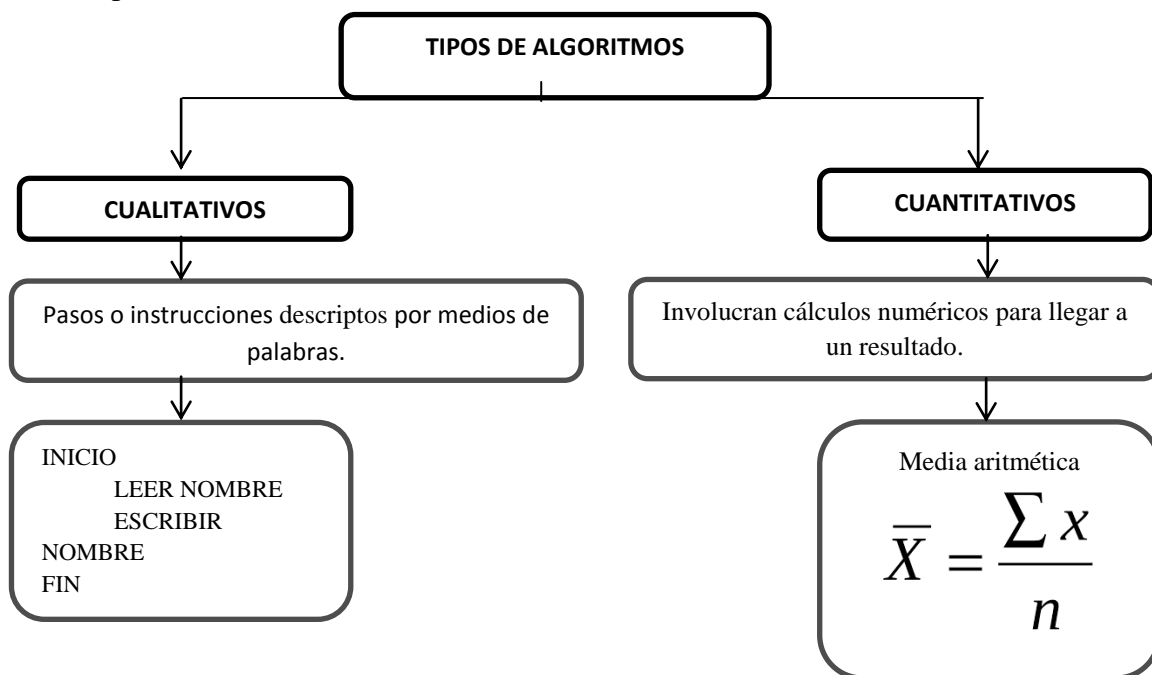 TIPOS DE ALGORITMOS
CUALITATIVOS
Pasos o instrucciones descriptos por medios de
palabras.
INICIO
LEER NOMBRE
ESCRIBIR
NOMBRE
FIN
CUANTITATIVOS
Involucran cálculos numéricos para llegar a
un resultado.
Media aritmética
X̅ = ∑ x / n